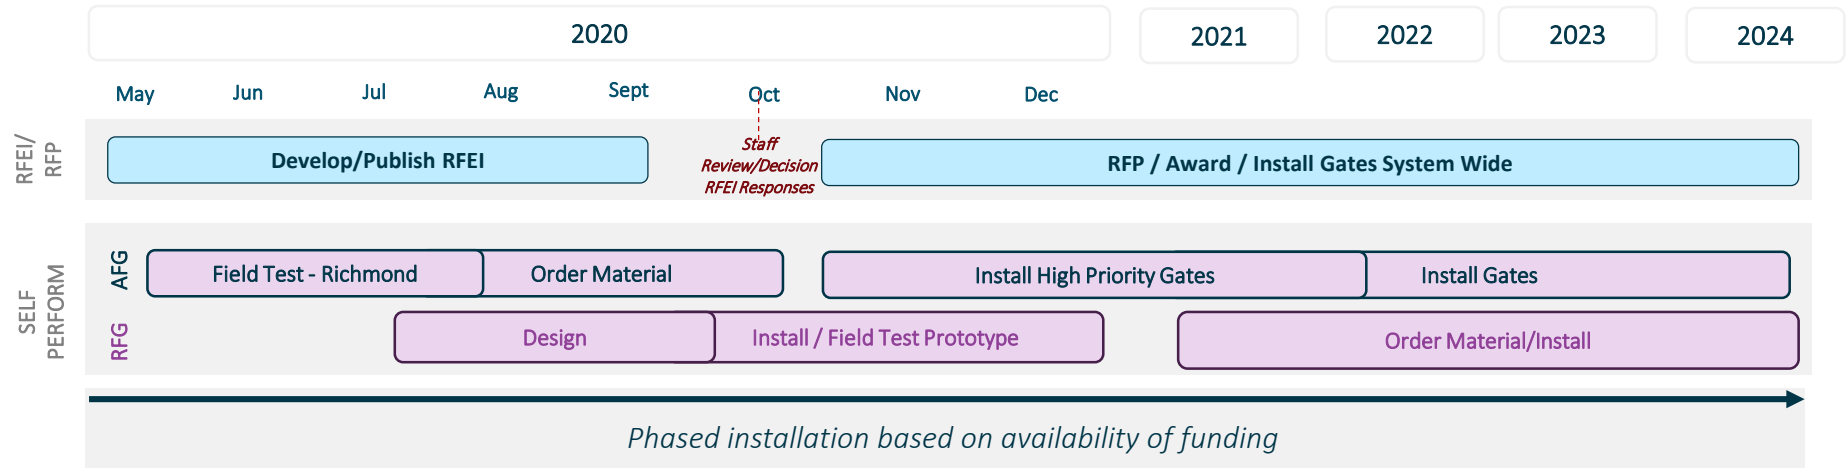 2020
2021
2022
2023
2024
May
Jun
Jul
Aug
Sept
Oct
Nov
Dec
RFEI/
RFP
Develop/Publish RFEI
Staff
Review/Decision
RFEI Responses
RFP / Award / Install Gates System Wide
SELF
PERFORM
AFG
Field Test - Richmond
Order Material
Install High Priority Gates
Install Gates
RFG
Design
Install / Field Test Prototype
Order Material/Install
Phased installation based on availability of funding